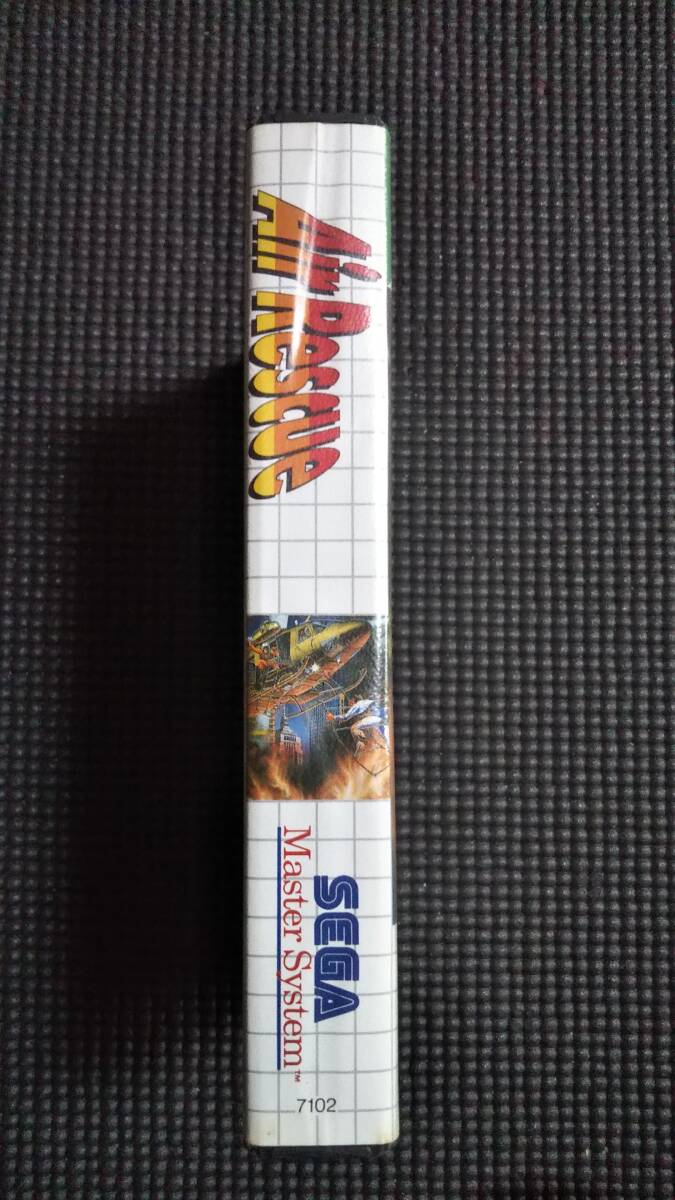 Air Rescue
SEGA
Master System™
7102